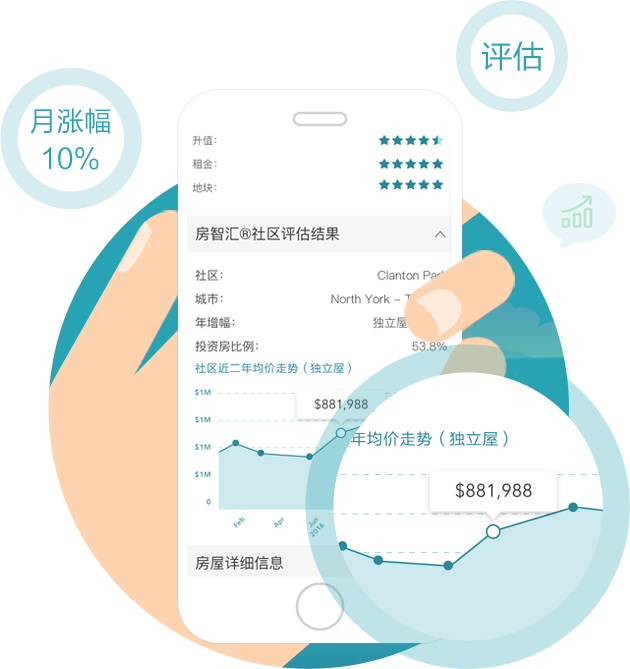 评估
月涨幅
10%
升值：
租金：
地块：
房智汇®社区评估结果
社区： Clanton
城市： North York –
年增幅： 独立屋
投资房比例： 53.8%
社区近二年均价走势（独立屋）
$1M
$881,988
$1M
$1M
$1M
0
Feb
Apr
Jun
2016
年均价走势（独立屋）
$881,988
房屋详细信息